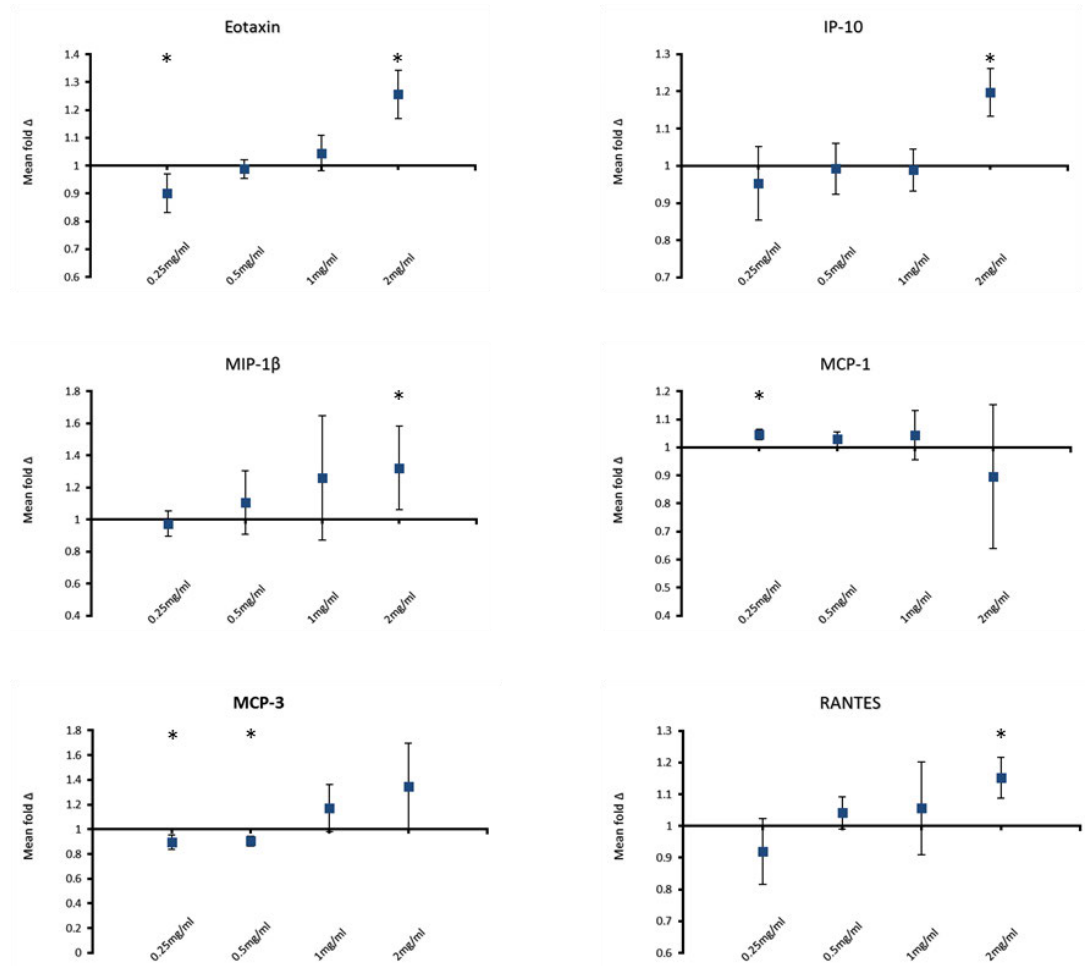 Eotaxin
*
*
Mean fold Δ
1.4
1.3
1.2
1.1
1
0.9
0.8
0.7
0.6
0.25mg/ml
0.5mg/ml
1mg/ml
2mg/ml
IP-10
*
Mean fold Δ
1.3
1.2
1.1
1
0.9
0.8
0.7
0.25mg/ml
0.5mg/ml
1mg/ml
2mg/ml
MIP-1β
*
Mean fold Δ
1.8
1.6
1.4
1.2
1
0.8
0.6
0.4
0.25mg/ml
0.5mg/ml
1mg/ml
2mg/ml
MCP-1
*
Mean fold Δ
1.2
1.1
1
0.9
0.8
0.7
0.6
0.5
0.4
0.25mg/ml
0.5mg/ml
1mg/ml
2mg/ml
MCP-3
*
*
Mean fold Δ
1.8
1.6
1.4
1.2
1
0.8
0.6
0.4
0.2
0
0.25mg/ml
0.5mg/ml
1mg/ml
2mg/ml
RANTES
*
Mean fold Δ
1.3
1.2
1.1
1
0.9
0.8
0.7
0.6
0.25mg/ml
0.5mg/ml
1mg/ml
2mg/ml